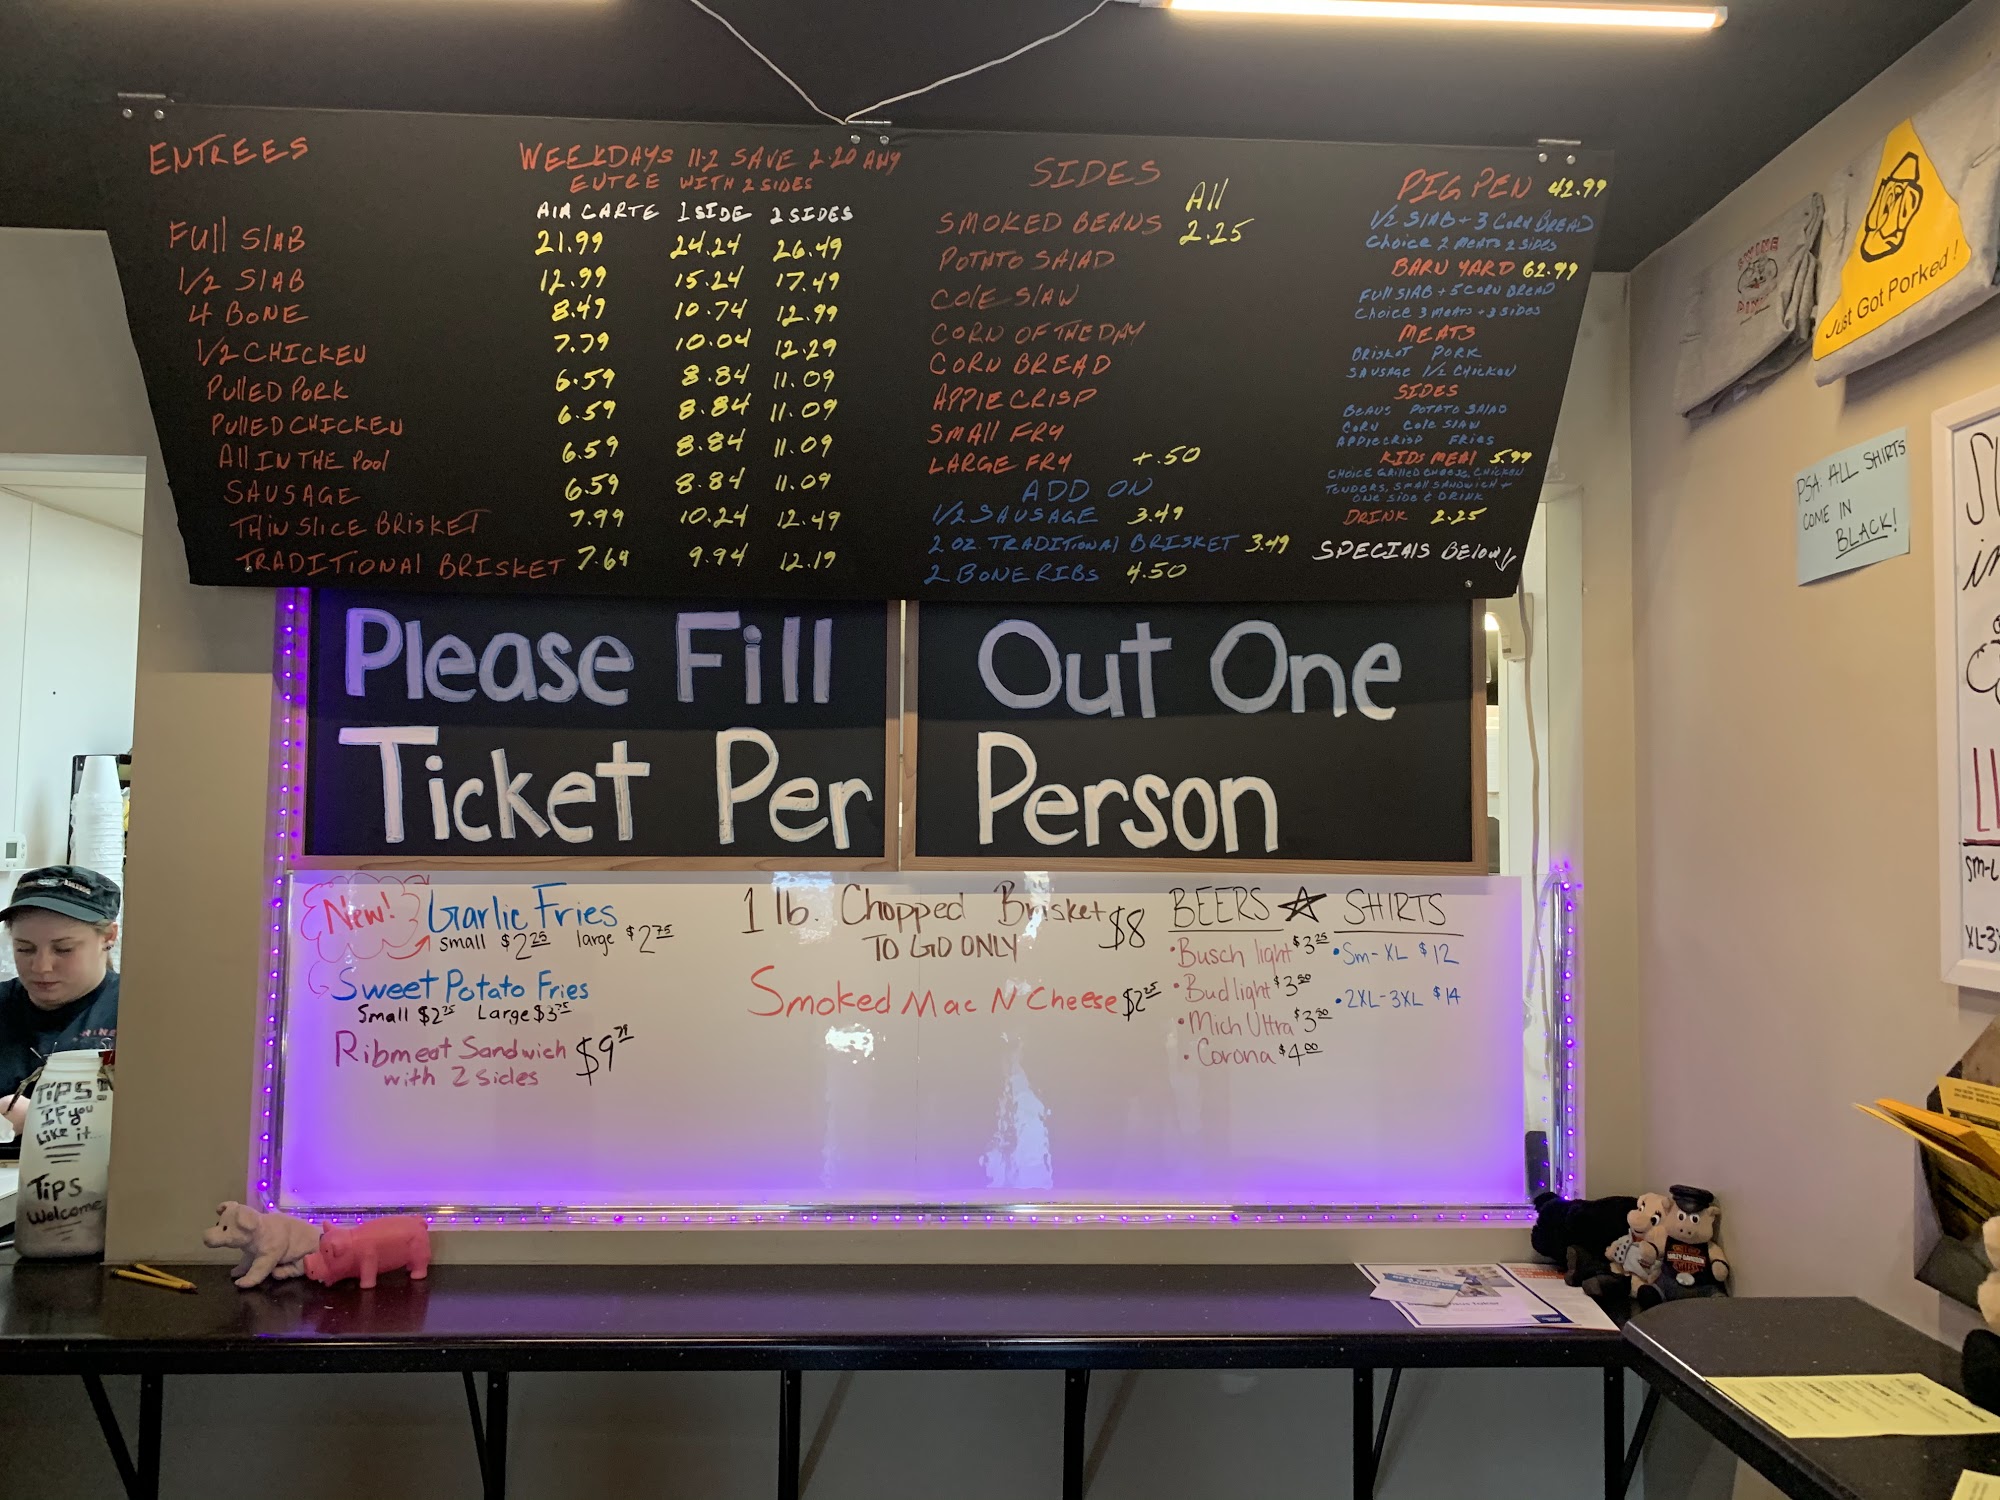 ENTREES
WEEKDAYS 11-2 SAVE 2.20 ANY
ENTRE WITH 2 SIDES
AlA CARTE 1 SIDE 2 SIDES
Full SlAB 21.99 24.24 26.49
1/2 SlAB 12.99 15.24 17.49
4 BONE 8.49 10.74 12.99
1/2 CHICKEN 7.79 10.04 12.29
PUllED PORK 6.59 8.84 11.09
PUllED CHICKEN 6.59 8.84 11.09
All IN THE Pool 6.59 8.84 11.09
SAUSAGE 6.59 8.84 11.09
THIN SLICE BRISKET 7.99 10.24 12.49
TRADITIONAl BRISKET 7.69 9.94 12.19
SIDES
All
SMOKED BEANS 2.25
POTATO SAlAD
COlE SlAW
CORN OF THE DAY
CORN BREAD
APPlE CRISP
SMAll FRY
LARGE FRY +.50
ADD ON
1/2 SAUSAGE 3.49
2 OZ. TRADITIONAl BRISKET 3.49
2 BONE RIBS 4.50
PIG PEN 42.99
1/2 SlAB + 3 CORN BREAD
CHOICE 2 MEATS 2 SIDES
BARN YARD 62.99
FUll SlAB + 5 CORN BREAD
CHOICE 3 MEATS + 3 SIDES
MEATS
BRISKET PORK
SAUSAGE 1/2 CHICKEN
SIDES
BEANS POTATO SAlAD
CORN COlE SlAW
APPlE CRISP FRIES
KIDS MEAl 5.99
CHOICE GRIllED CHEESE, CHICKEN
TENDERS, SMAll SANDWICH +
ONE SIDE & DRINK
DRINK 2.25
SPECIAlS BElOW
Please Fill Out One
Ticket Per Person
New! Garlic Fries
small $2.25 large $2.75
Sweet Potato Fries
Small $2.75 Large $3.75
Ribmeat Sandwich
with 2 sides
1 lb. Chopped Brisket $8
TO GO ONLY
Smoked Mac N Cheese $2.25
BEERS
• Busch light $3.25
• Bud light $3.50
• Mich Ultra $3.50
• Corona $4.00
SHIRTS
• Sm-XL $12
• 2XL-3XL $14
Just Got Porked!
PSA: ALL SHIRTS
COME IN
BLACK!
TIPS
IF you
like it...
Tips
Welcome